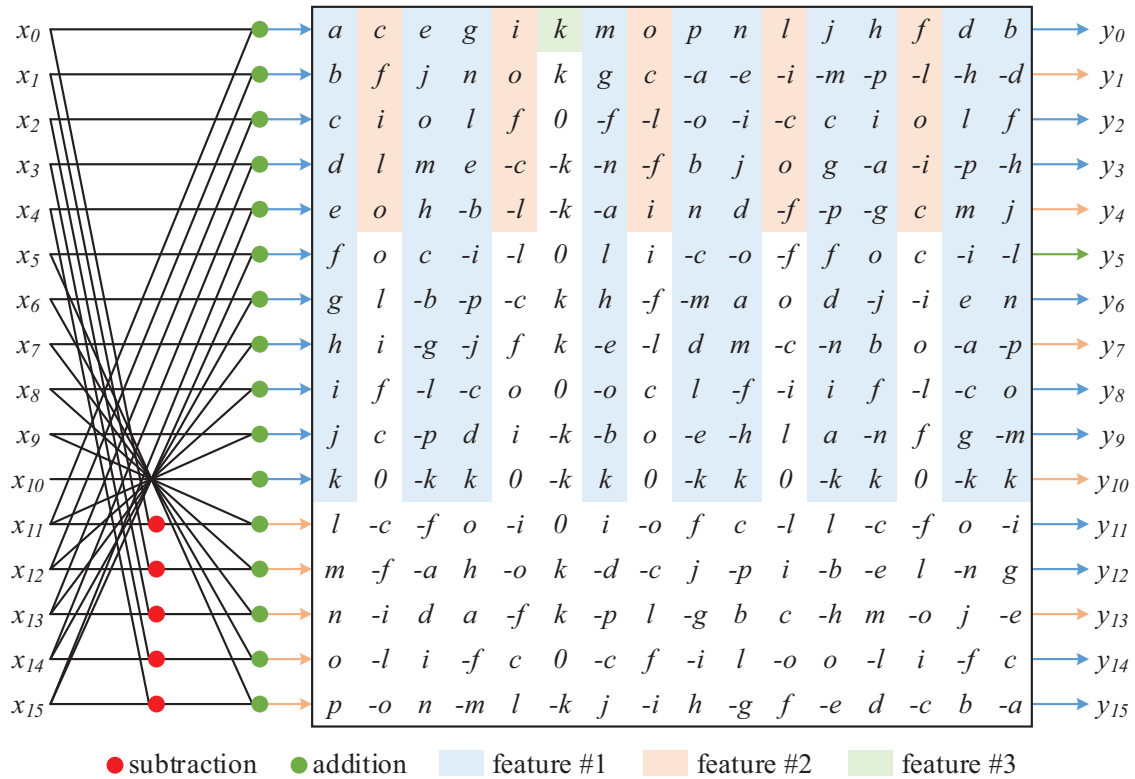 x0 a c e g i k m o p n l j h f d b y0
x1 b f j n o k g c -a -e -i -m -p -l -h -d y1
x2 c i o l f 0 -f -l -o -i -c c i o l f y2
x3 d l m e -c -k -n -f b j o g -a -i -p -h y3
x4 e o h -b -l -k -a i n d -f -p -g c m j y4
x5 f o c -i -l 0 l i -c -o -f f o c -i -l y5
x6 g l -b -p -c k h -f -m a o d -j -i e n y6
x7 h i -g -j f k -e -l d m -c -n b o -a -p y7
x8 i f -l -c o 0 -o c l -f -i i f -l -c o y8
x9 j c -p d i -k -b o -e -h l a -n f g -m y9
x10 k 0 -k k 0 -k k 0 -k k 0 -k k 0 -k k y10
x11 l -c -f o -i 0 i -o f c -l l -c -f o -i y11
x12 m -f -a h -o k -d -c j -p i -b -e l -n g y12
x13 n -i d a -f k -p l -g b c -h m -o j -e y13
x14 o -l i -f c 0 -c f -i l -o o -l i -f c y14
x15 p -o n -m l -k j -i h -g f -e d -c b -a y15
subtraction addition feature #1 feature #2 feature #3